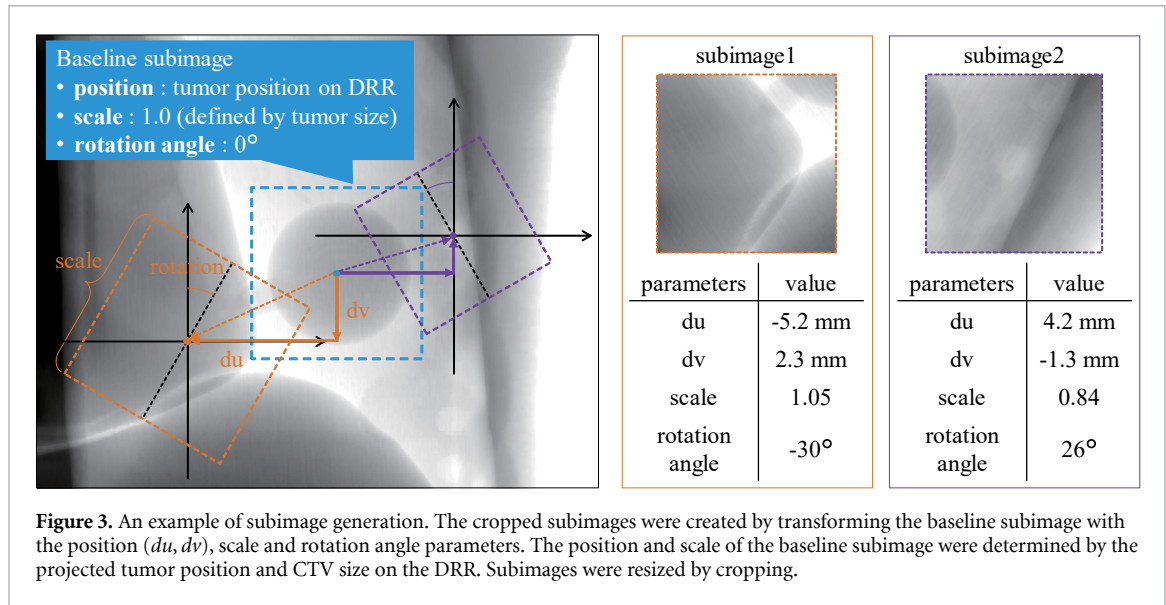 Baseline subimage
• position : tumor position on DRR
• scale : 1.0 (defined by tumor size)
• rotation angle : 0°
scale
rotation
dv
du
subimage1
parameters value
du -5.2 mm
dv 2.3 mm
scale 1.05
rotation
angle -30°
subimage2
parameters value
du 4.2 mm
dv -1.3 mm
scale 0.84
rotation
angle 26°
Figure 3. An example of subimage generation. The cropped subimages were created by transforming the baseline subimage with
the position (du, dv), scale and rotation angle parameters. The position and scale of the baseline subimage were determined by the
projected tumor position and CTV size on the DRR. Subimages were resized by cropping.